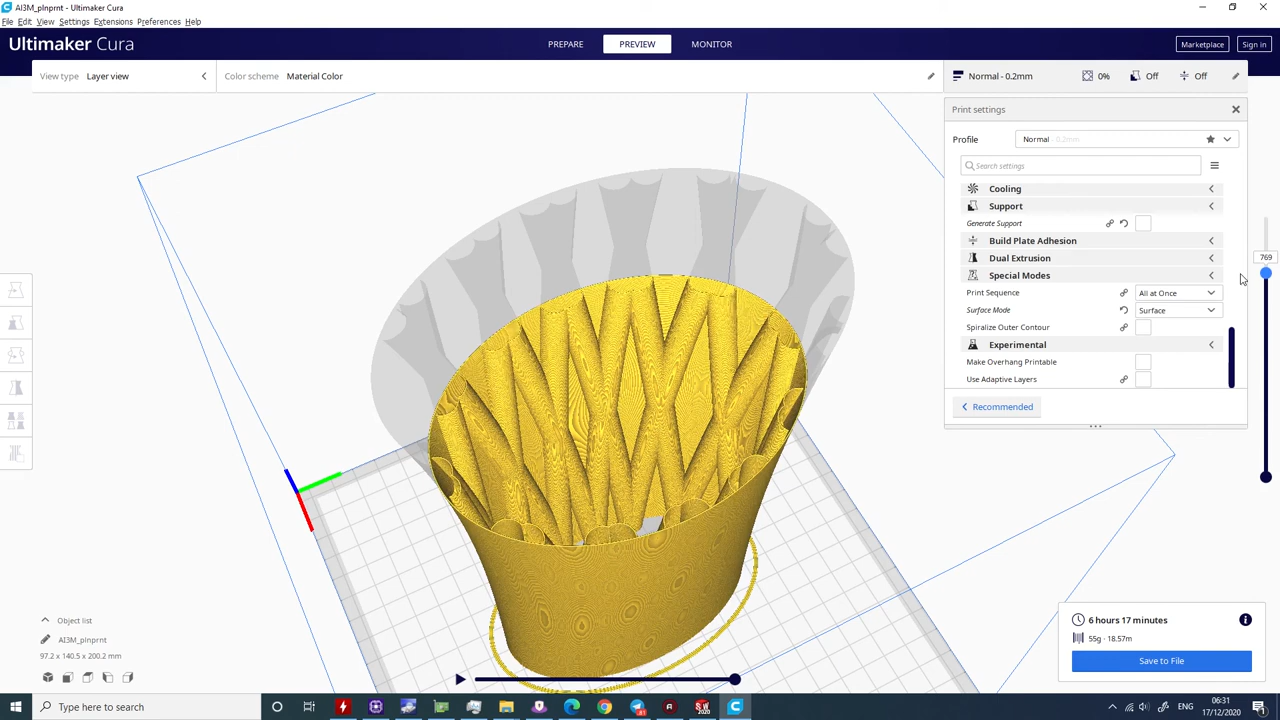 AI3M_plnprnt - Ultimaker Cura
File Edit View Settings Extensions Preferences Help
Ultimaker Cura
PREPARE PREVIEW MONITOR
Marketplace Sign in
View type Layer view
Color scheme Material Color
Normal - 0.2mm 0% Off Off
Print settings
Profile Normal 0.2mm
Search settings
Cooling
Support
Generate Support
Build Plate Adhesion
Dual Extrusion
Special Modes
Print Sequence All at Once
Surface Mode Surface
Spiralize Outer Contour
Experimental
Make Overhang Printable
Use Adaptive Layers
Recommended
769
Object list
AI3M_plnprnt
97.2 x 140.5 x 200.2 mm
6 hours 17 minutes
55g · 18.57m
Save to File
Type here to search
ENG
06:31
17/12/2020